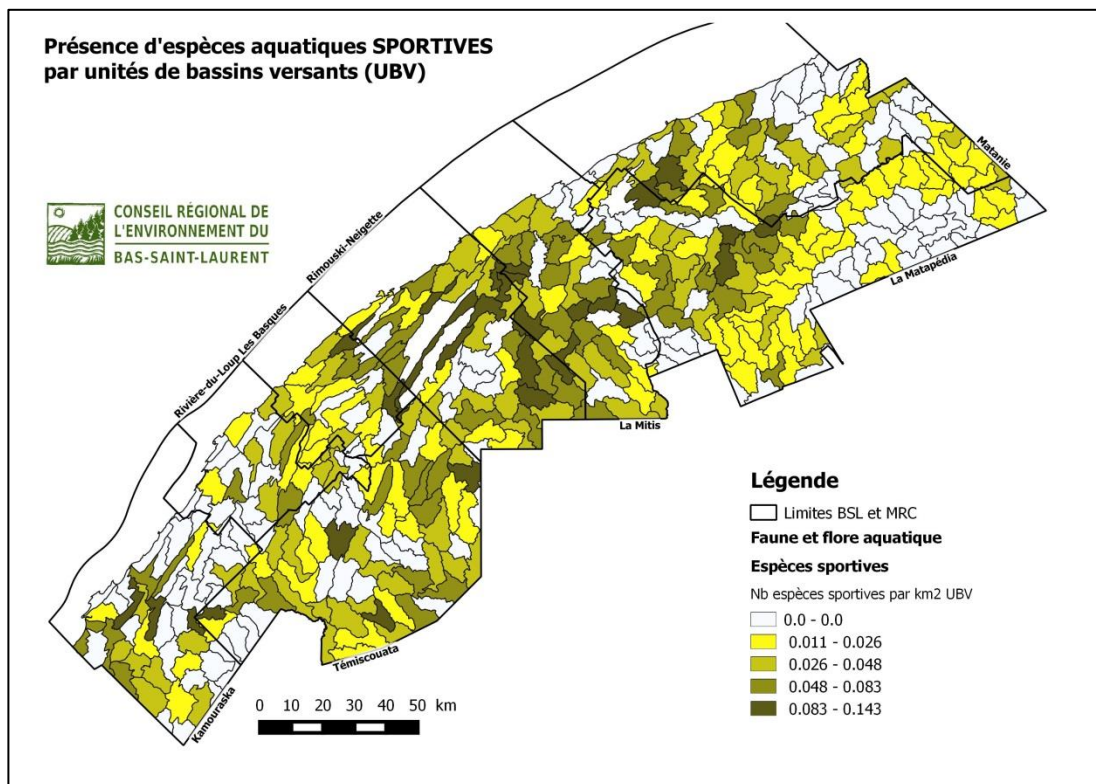 Présence d'espèces aquatiques SPORTIVES
par unités de bassins versants (UBV)
CONSEIL RÉGIONAL DE
L'ENVIRONNEMENT DU
BAS-SAINT-LAURENT
Matanie
La Matapédia
Rimouski-Neigette
Les Basques
Rivière-du-Loup
La Mitis
Témiscouata
Kamouraska
0 10 20 30 40 50 km
Légende
Limites BSL et MRC
Faune et flore aquatique
Espèces sportives
Nb espèces sportives par km2 UBV
0.0 - 0.0
0.011 - 0.026
0.026 - 0.048
0.048 - 0.083
0.083 - 0.143